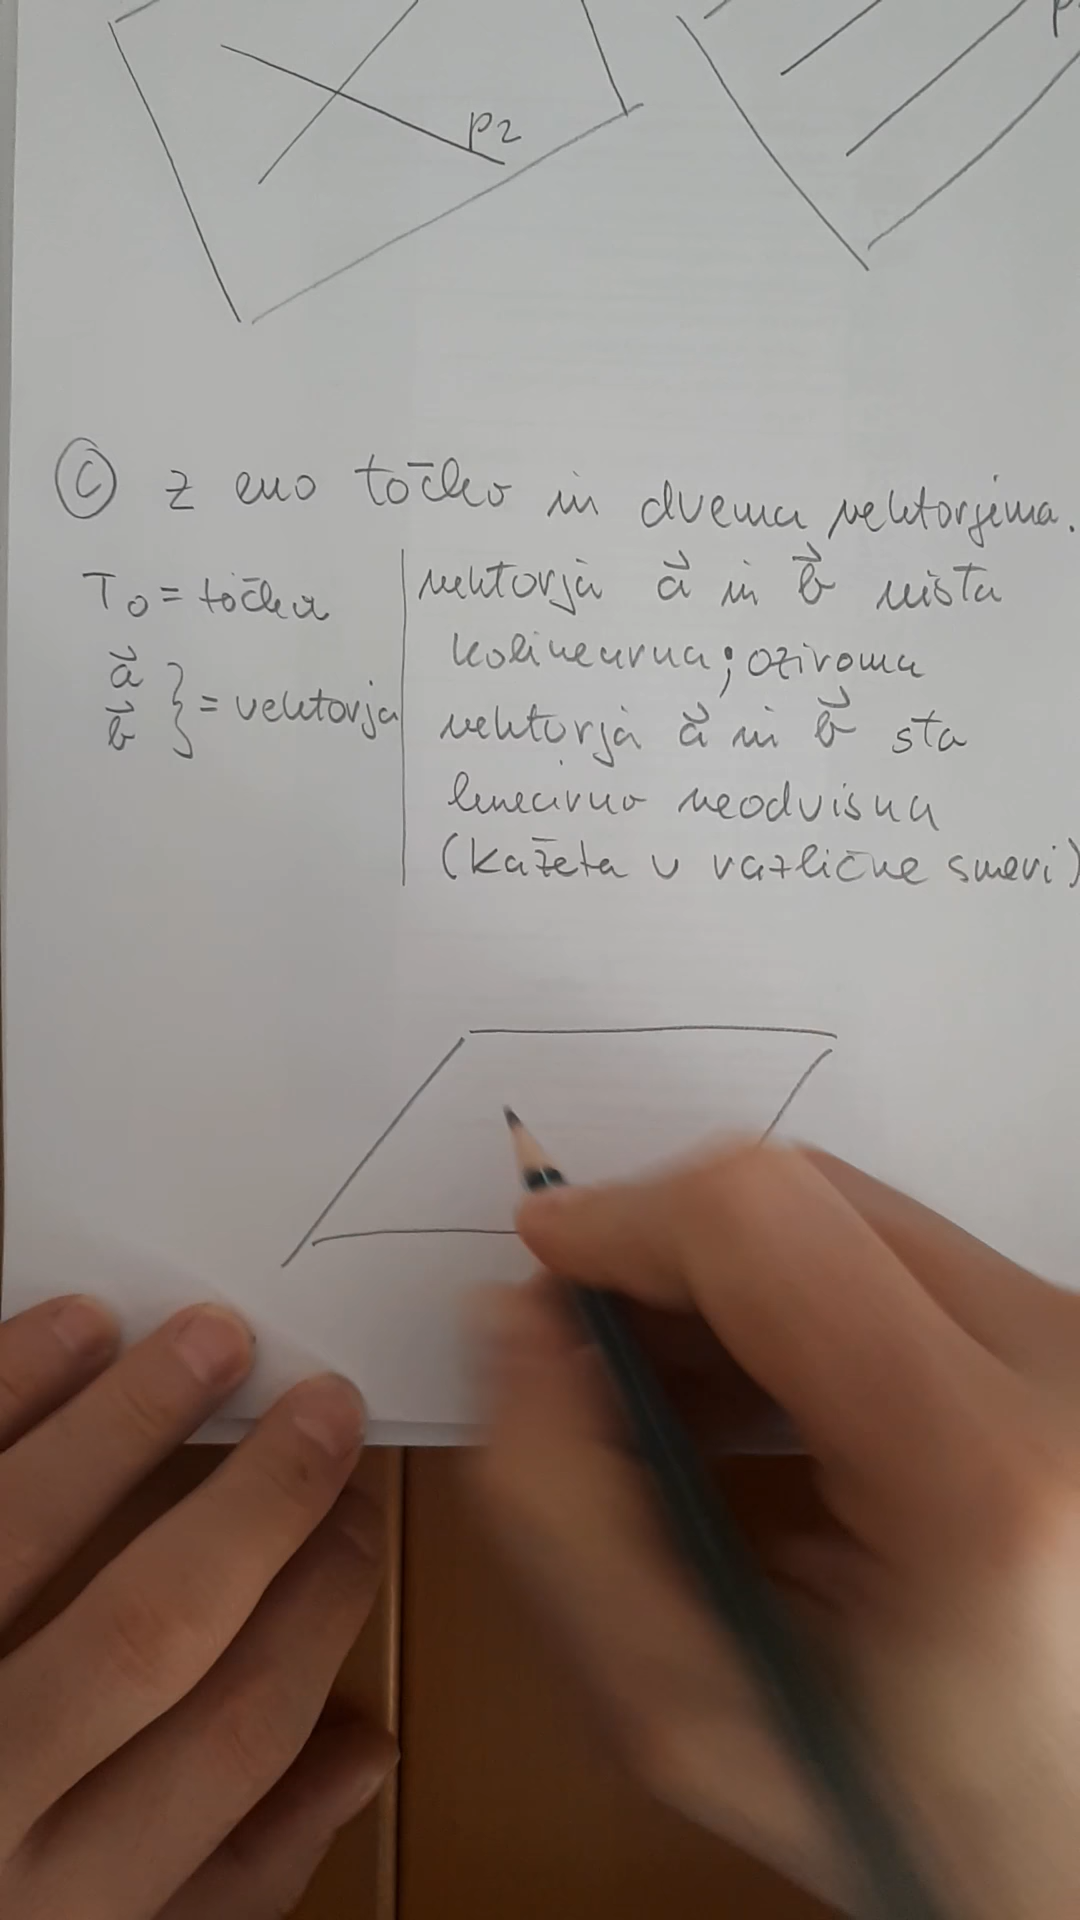 p2
p
Ⓒ z eno točko in dvema vektorjema.
T₀ = točka
a⃗
b⃗ } = vektorja
vektorja a⃗ in b⃗ nista
kolinearna; oziroma
vektorja a⃗ in b⃗ sta
linearno neodvisna
(kažeta v različne smeri)